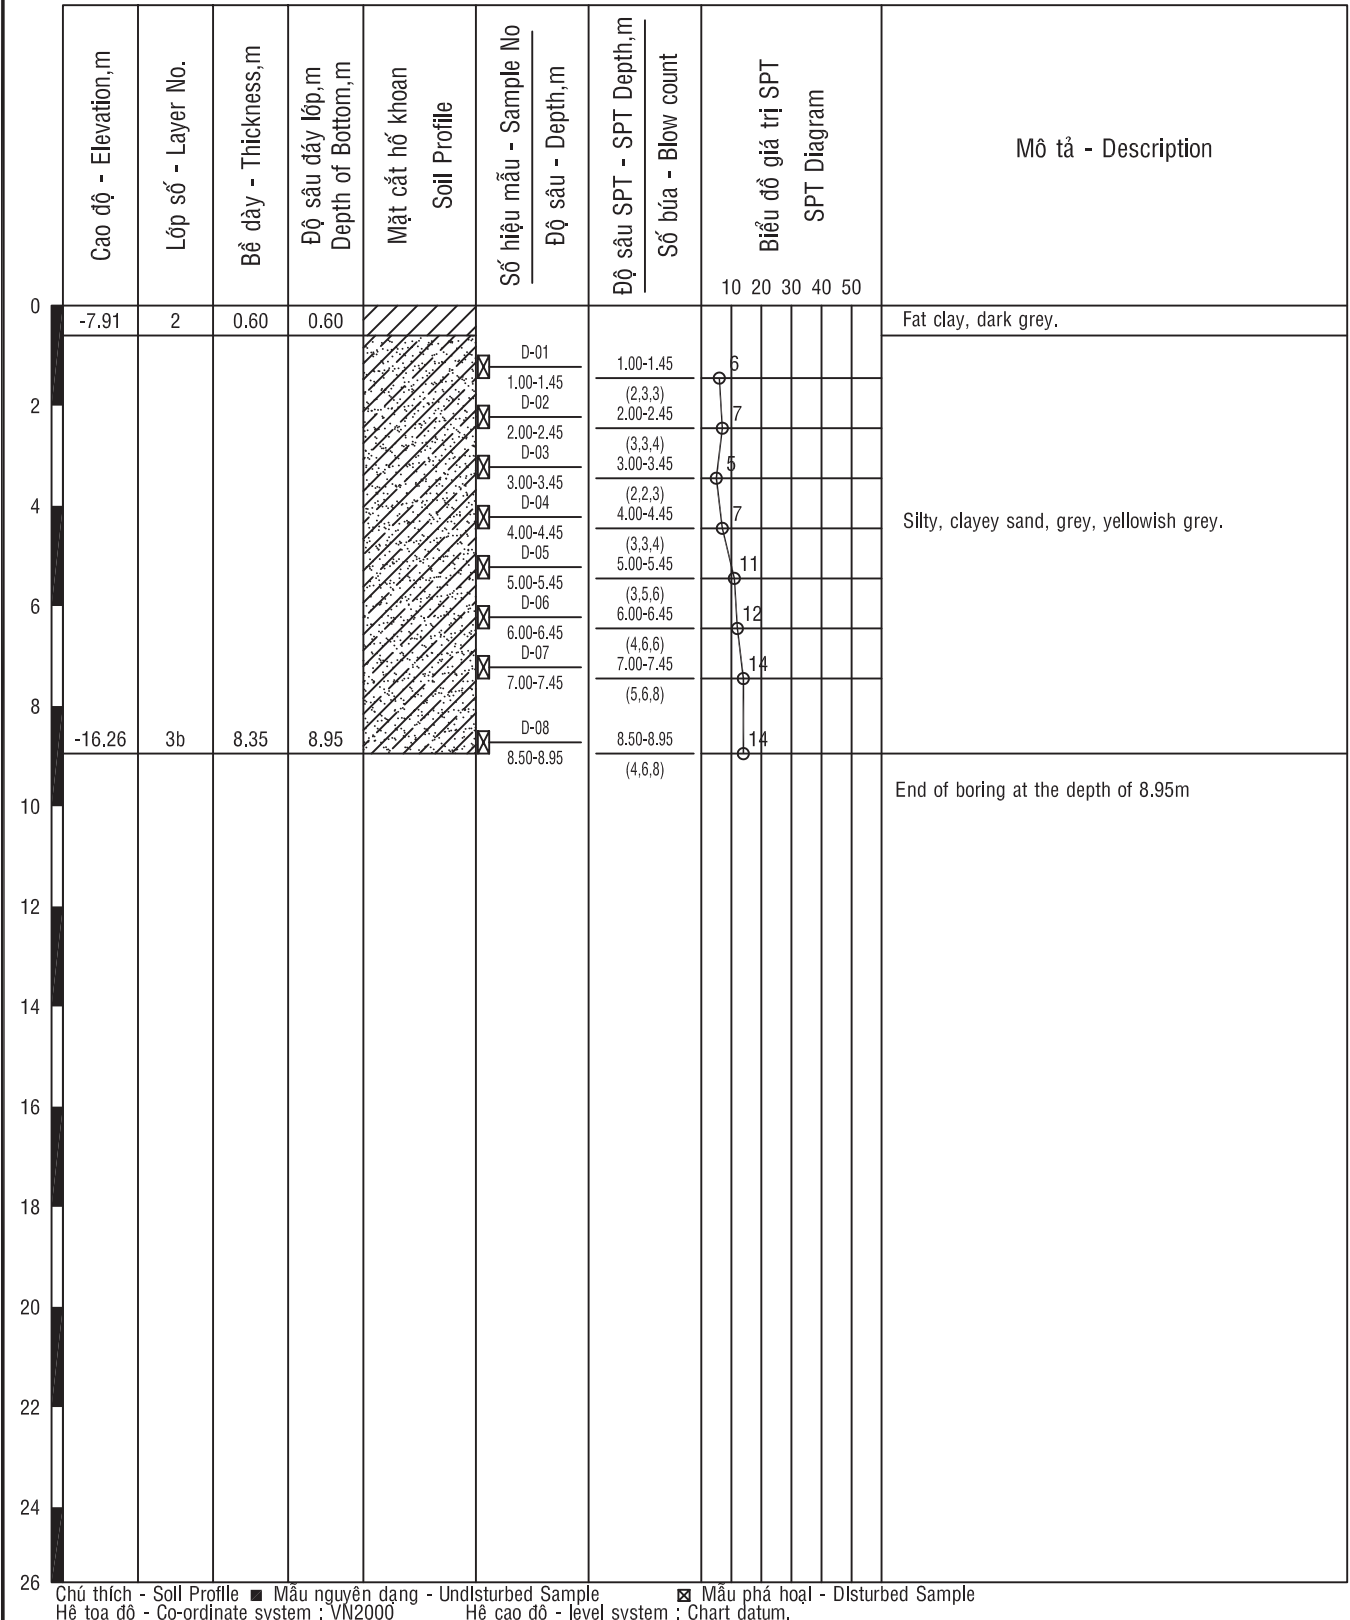 Cao độ - Elevation,m
Lớp số - Layer No.
Bề dày - Thickness,m
Độ sâu đáy lớp,m
Depth of Bottom,m
Mặt cắt hố khoan
Soil Profile
Số hiệu mẫu - Sample No
Độ sâu - Depth,m
Độ sâu SPT - SPT Depth,m
Số búa - Blow count
Biểu đồ giá trị SPT
SPT Diagram
10 20 30 40 50
Mô tả - Description
0
-7.91 2 0.60 0.60 Fat clay, dark grey.
D-01 1.00-1.45 6
1.00-1.45 (2,3,3)
2
D-02 2.00-2.45 7
2.00-2.45 (3,3,4)
D-03 3.00-3.45 5
3.00-3.45 (2,2,3)
4
D-04 4.00-4.45 7
Silty, clayey sand, grey, yellowish grey.
4.00-4.45 (3,3,4)
D-05 5.00-5.45 11
5.00-5.45 (3,5,6)
6
D-06 6.00-6.45 12
6.00-6.45 (4,6,6)
D-07 7.00-7.45 14
7.00-7.45 (5,6,8)
8
-16.26 3b 8.35 8.95 D-08 8.50-8.95 14
8.50-8.95 (4,6,8)
End of boring at the depth of 8.95m
10
12
14
16
18
20
22
24
26
Chú thích - Soil Profile Mẫu nguyên dạng - Undisturbed Sample Mẫu phá hoại - Disturbed Sample
Hệ toạ độ - Co-ordinate system : VN2000 Hệ cao độ - level system : Chart datum.